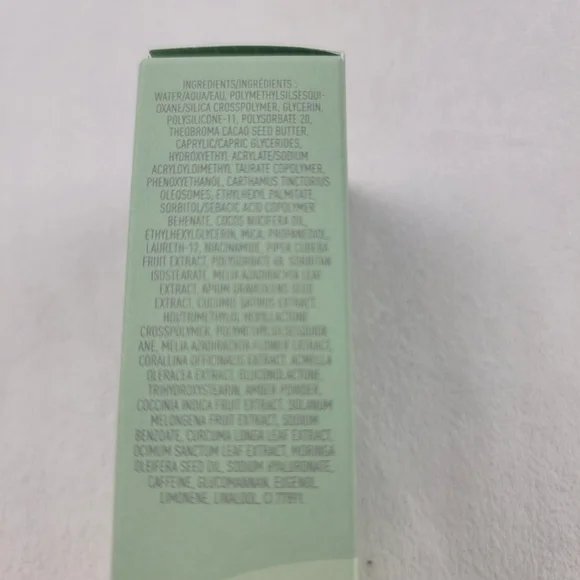 INGREDIENTS/INGRÉDIENTS :
WATER/AQUA/EAU, POLYMETHYLSILSESQUI-
OXANE/SILICA CROSSPOLYMER, GLYCERIN,
POLYSILICONE-11, POLYSORBATE 20,
THEOBROMA CACAO SEED BUTTER,
CAPRYLIC/CAPRIC GLYCERIDES,
HYDROXYETHYL ACRYLATE/SODIUM
ACRYLOYLDIMETHYL TAURATE COPOLYMER,
PHENOXYETHANOL, CARTHAMUS TINCTORIUS
OLEOSOMES, ETHYLHEXYL PALMITATE,
SORBITOL/SEBACIC ACID COPOLYMER
BEHENATE, COCOS NUCIFERA OIL,
ETHYLHEXYLGLYCERIN, MICA, PROPANEDIOL,
LAURETH-12, NIACINAMIDE, PIPER CUBEBA
FRUIT EXTRACT, POLYSORBATE 60, SORBITAN
ISOSTEARATE, MELIA AZADIRACHTA LEAF
EXTRACT, APIUM GRAVEOLENS SEED
EXTRACT, CUCUMIS SATIVUS EXTRACT,
HDI/TRIMETHYLOL HEXYLLACTONE
CROSSPOLYMER, POLYMETHYLSILSESQUIOX-
ANE, MELIA AZADIRACHTA FLOWER EXTRACT,
CORALLINA OFFICINALIS EXTRACT, ACMELLA
OLERACEA EXTRACT, GLUCONOLACTONE,
TRIHYDROXYSTEARIN, AMBER POWDER,
COCCINIA INDICA FRUIT EXTRACT, SOLANUM
MELONGENA FRUIT EXTRACT, SODIUM
BENZOATE, CURCUMA LONGA LEAF EXTRACT,
OCIMUM SANCTUM LEAF EXTRACT, MORINGA
OLEIFERA SEED OIL, SODIUM HYALURONATE,
CAFFEINE, GLUCOMANNAN, EUGENOL,
LIMONENE, LINALOOL, CI 77891.